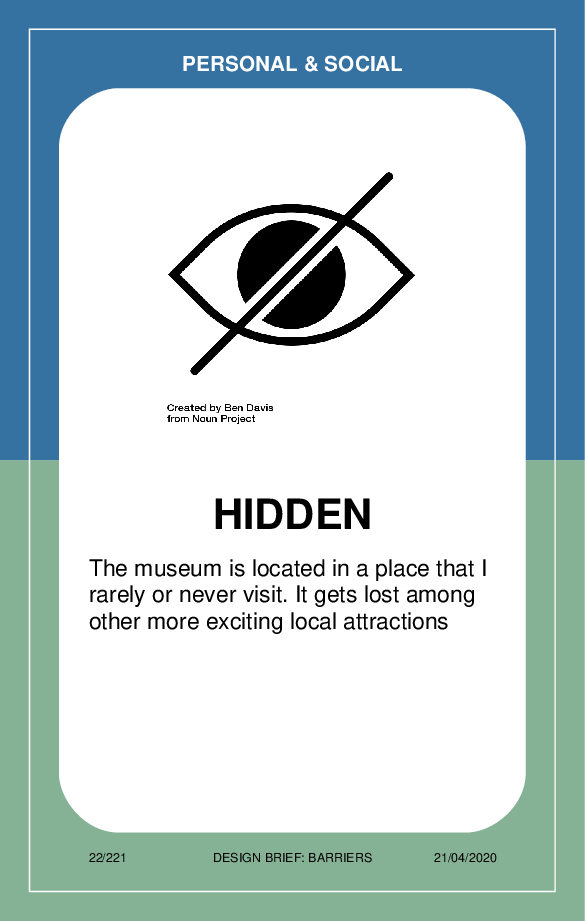 PERSONAL & SOCIAL
Created by Ben Davis
from Noun Project
HIDDEN
The museum is located in a place that I
rarely or never visit. It gets lost among
other more exciting local attractions
22/221 DESIGN BRIEF: BARRIERS 21/04/2020